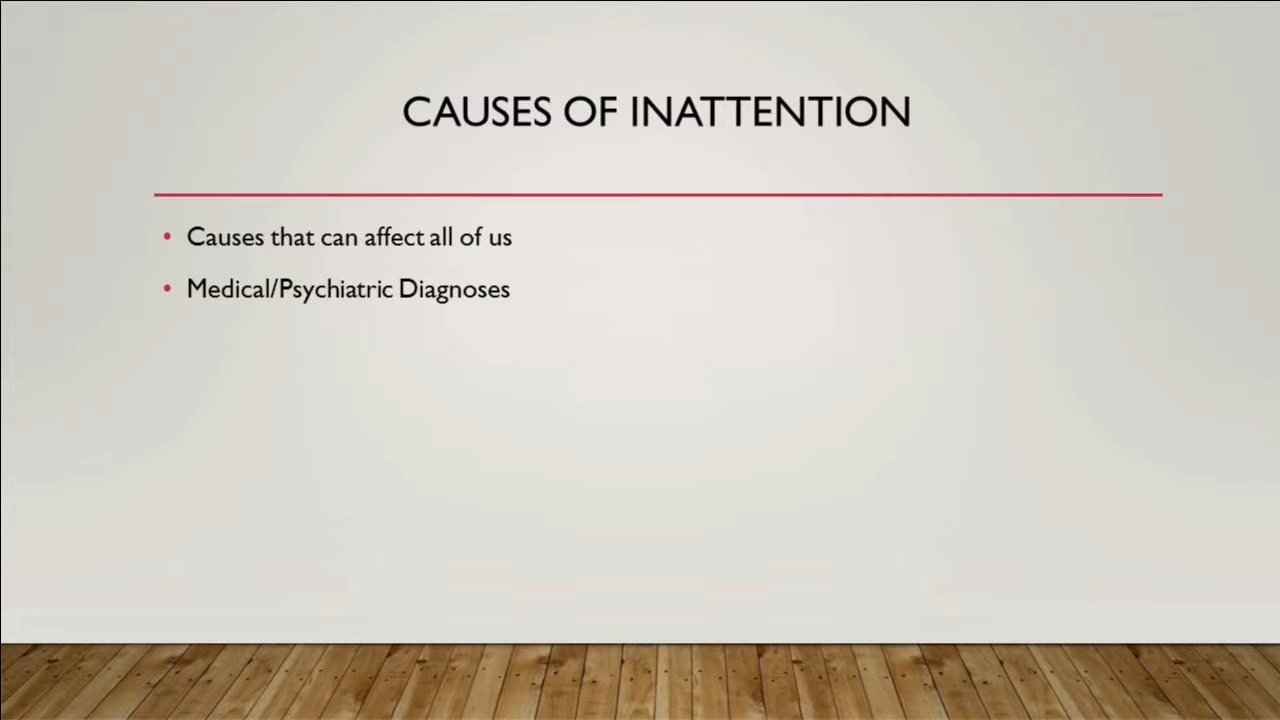 CAUSES OF INATTENTION
• Causes that can affect all of us
• Medical/Psychiatric Diagnoses